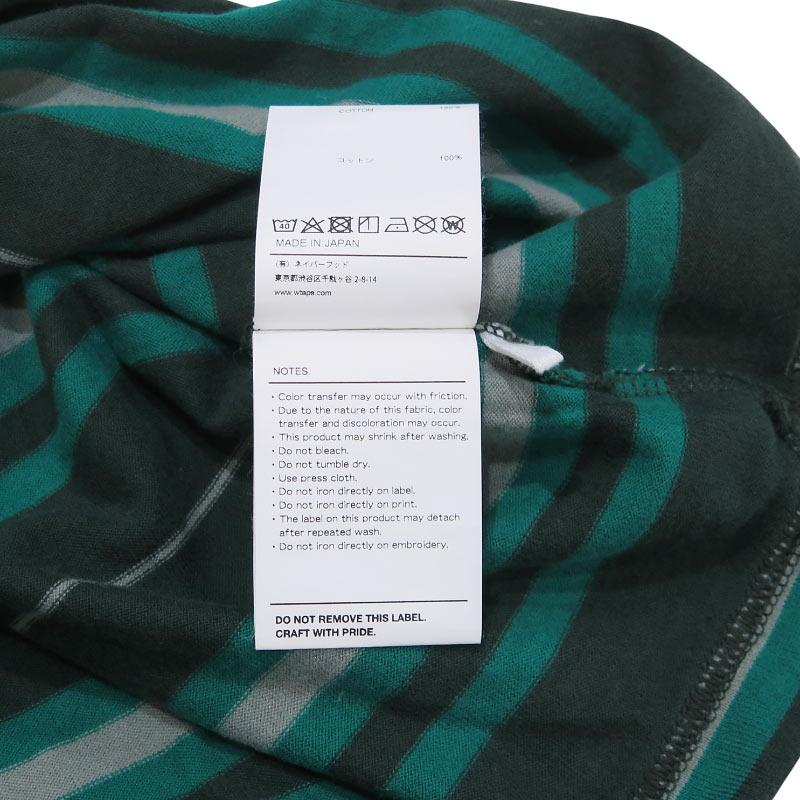 COTTON 100%
コットン 100%
40
W
MADE IN JAPAN
(有) ネイバーフッド
東京都渋谷区千駄ヶ谷 2-8-14
www.wtaps.com
NOTES.
・Color transfer may occur with friction.
・Due to the nature of this fabric, color
transfer and discoloration may occur.
・This product may shrink after washing.
・Do not bleach.
・Do not tumble dry.
・Use press cloth.
・Do not iron directly on label.
・Do not iron directly on print.
・The label on this product may detach
after repeated wash.
・Do not iron directly on embroidery.
DO NOT REMOVE THIS LABEL.
CRAFT WITH PRIDE.